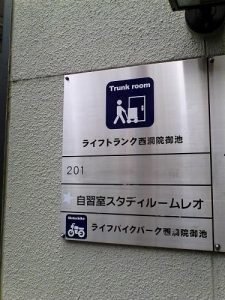 Trunk room
ライフトランク西洞院御池
201
自習室スタディルームレオ
Motorbike
ライフバイクパーク西洞院御池